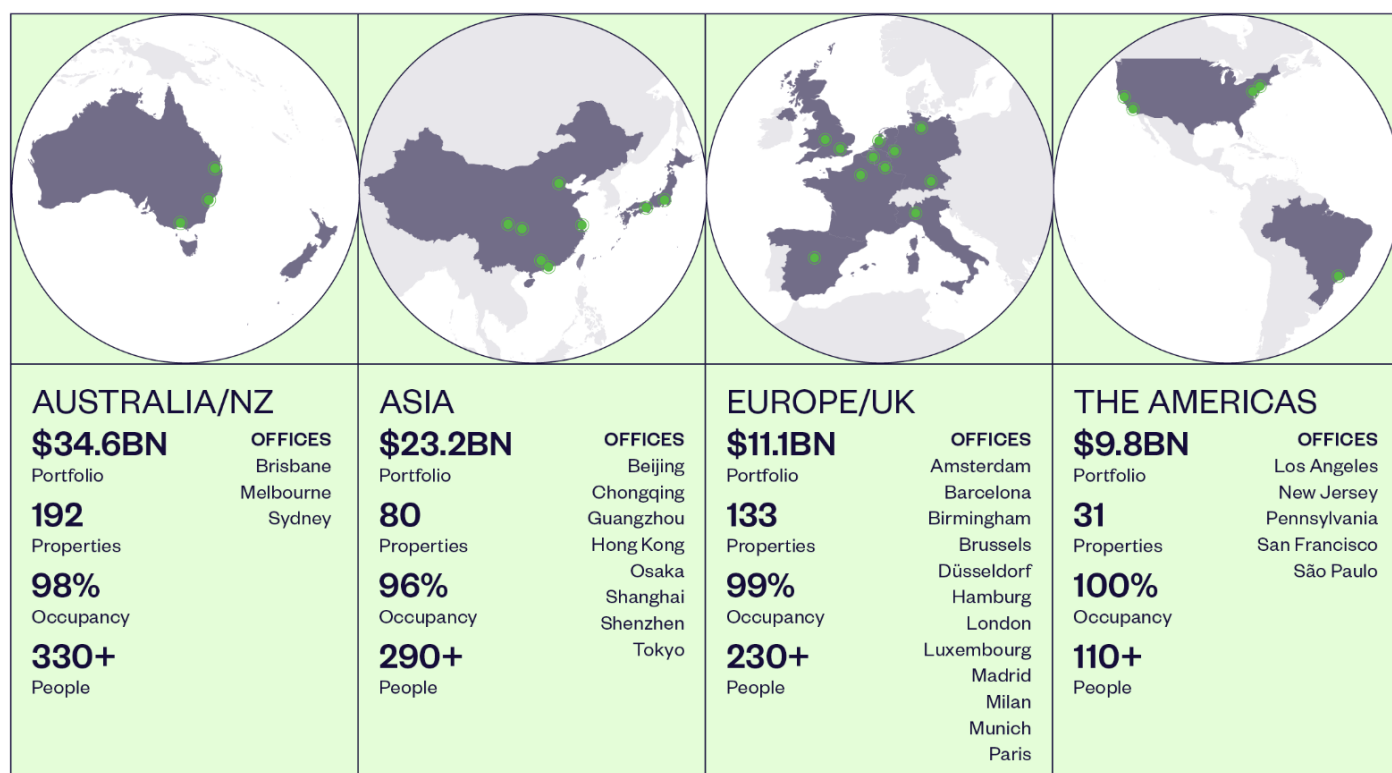 AUSTRALIA/NZ
$34.6BN
Portfolio
192
Properties
98%
Occupancy
330+
People
OFFICES
Brisbane
Melbourne
Sydney
ASIA
$23.2BN
Portfolio
80
Properties
96%
Occupancy
290+
People
OFFICES
Beijing
Chongqing
Guangzhou
Hong Kong
Osaka
Shanghai
Shenzhen
Tokyo
EUROPE/UK
$11.1BN
Portfolio
133
Properties
99%
Occupancy
230+
People
OFFICES
Amsterdam
Barcelona
Birmingham
Brussels
Düsseldorf
Hamburg
London
Luxembourg
Madrid
Milan
Munich
Paris
THE AMERICAS
$9.8BN
Portfolio
31
Properties
100%
Occupancy
110+
People
OFFICES
Los Angeles
New Jersey
Pennsylvania
San Francisco
São Paulo